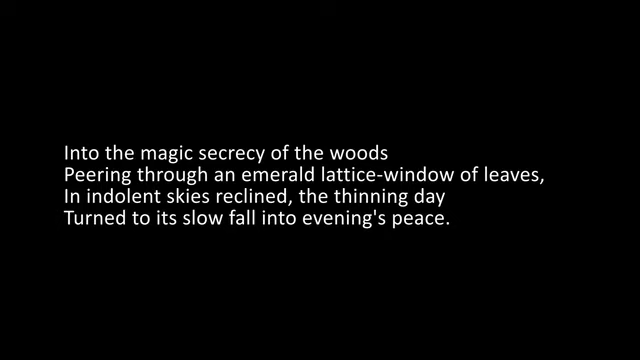 Into the magic secrecy of the woods
Peering through an emerald lattice-window of leaves,
In indolent skies reclined, the thinning day
Turned to its slow fall into evening's peace.